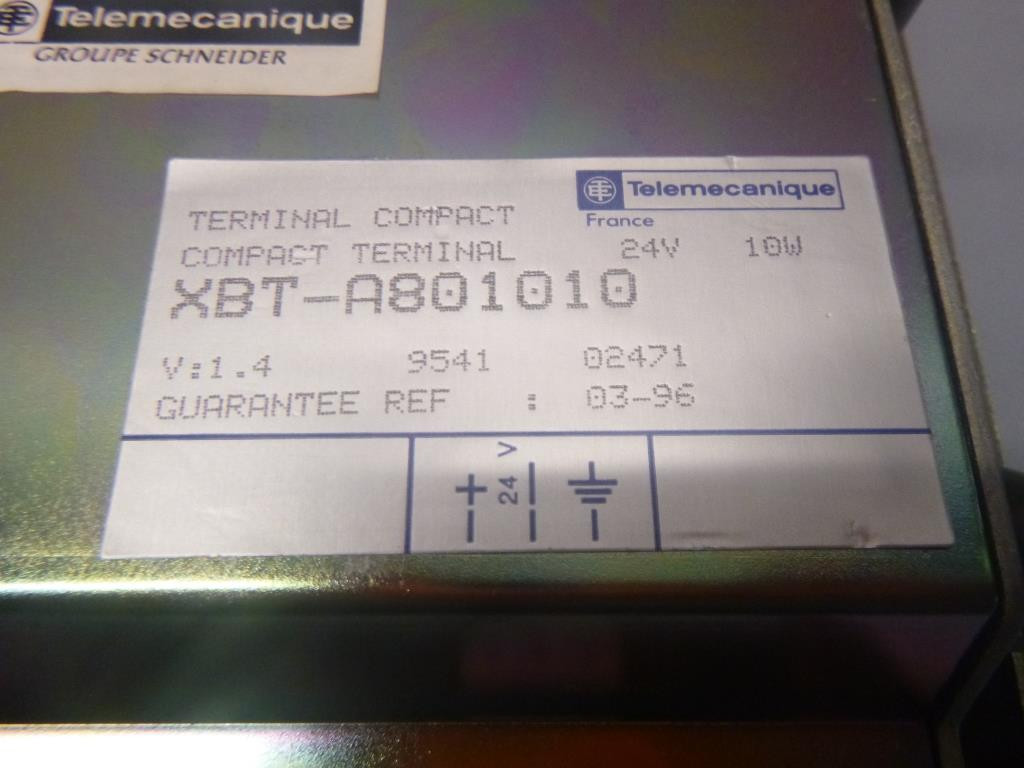 Telemecanique
GROUPE SCHNEIDER
Telemecanique
France
TERMINAL COMPACT
COMPACT TERMINAL 24V 10W
XBT-A801010
V:1.4 9541 02471
GUARANTEE REF : 03-96
+ 24 V –